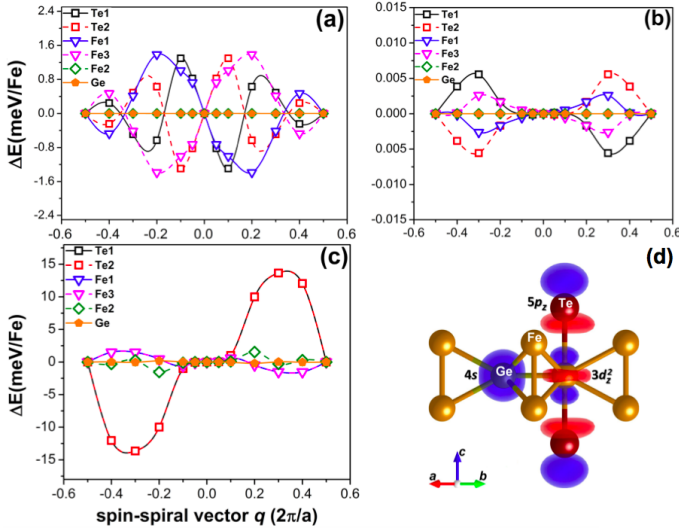 (a)
Te1
Te2
Fe1
Fe3
Fe2
Ge
ΔE(meV/Fe)
2.4
1.6
0.8
0.0
-0.8
-1.6
-2.4
-0.6 -0.4 -0.2 0.0 0.2 0.4 0.6
(b)
Te1
Te2
Fe1
Fe3
Fe2
Ge
0.015
0.010
0.005
0.000
-0.005
-0.010
-0.015
-0.6 -0.4 -0.2 0.0 0.2 0.4 0.6
(c)
Te1
Te2
Fe1
Fe3
Fe2
Ge
ΔE(meV/Fe)
15
10
5
0
-5
-10
-15
-0.6 -0.4 -0.2 0.0 0.2 0.4 0.6
spin-spiral vector q (2π/a)
(d)
5pz Te
Fe
4s Ge 3dz²
c
a b